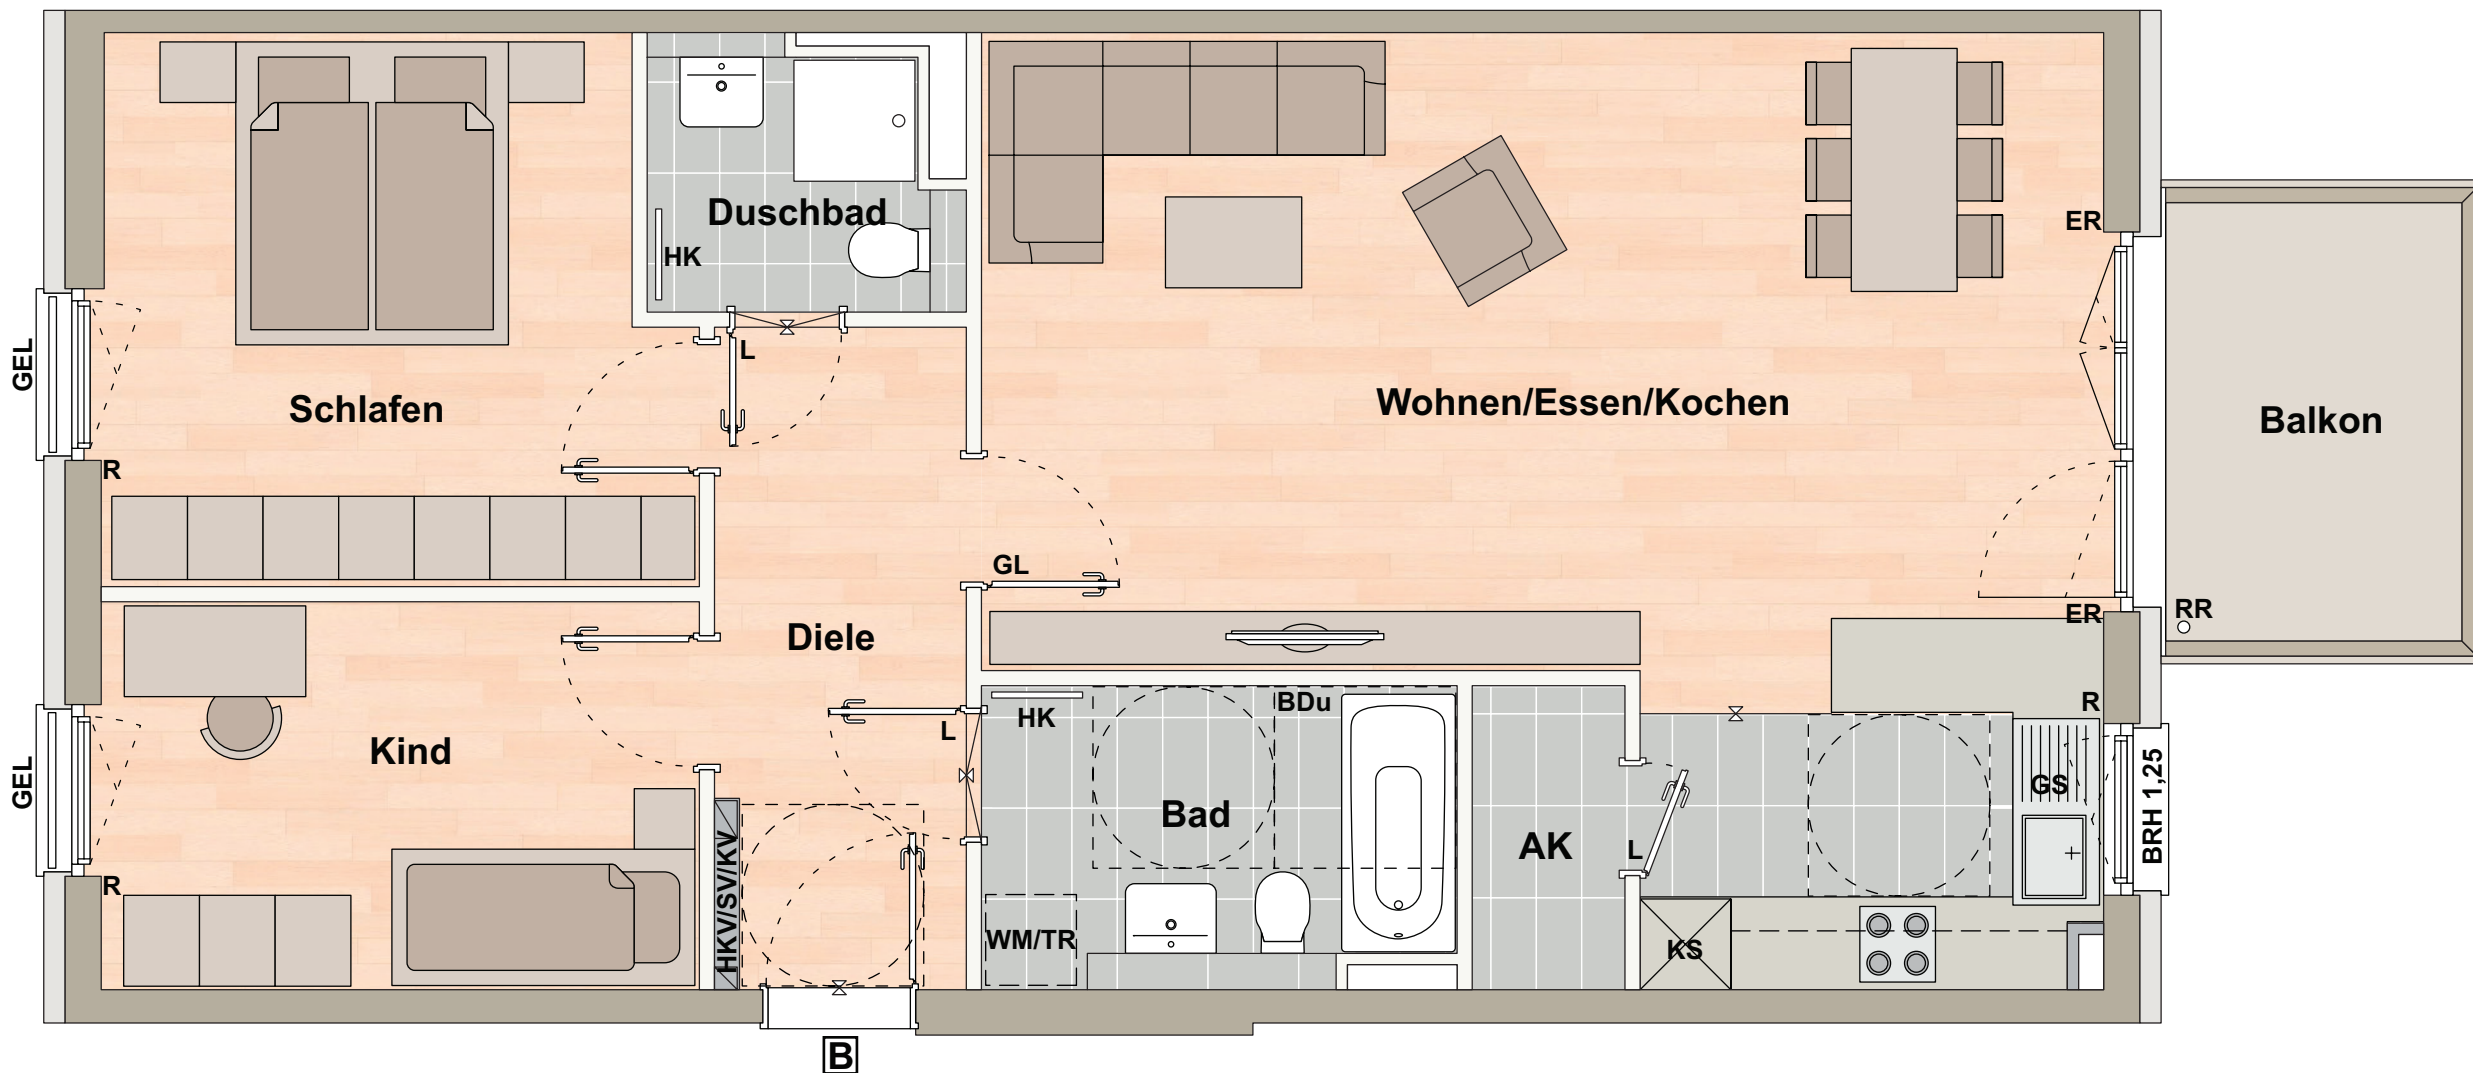 Duschbad
HK
ER
L
GEL
Schlafen
Wohnen/Essen/Kochen
Balkon
R
GL
Diele
ER
RR
HK
BDu
R
L
Kind
GEL
GS
BRH 1,25
Bad
AK
L
R
HKV/SV/KV
WM/TR
KS
B